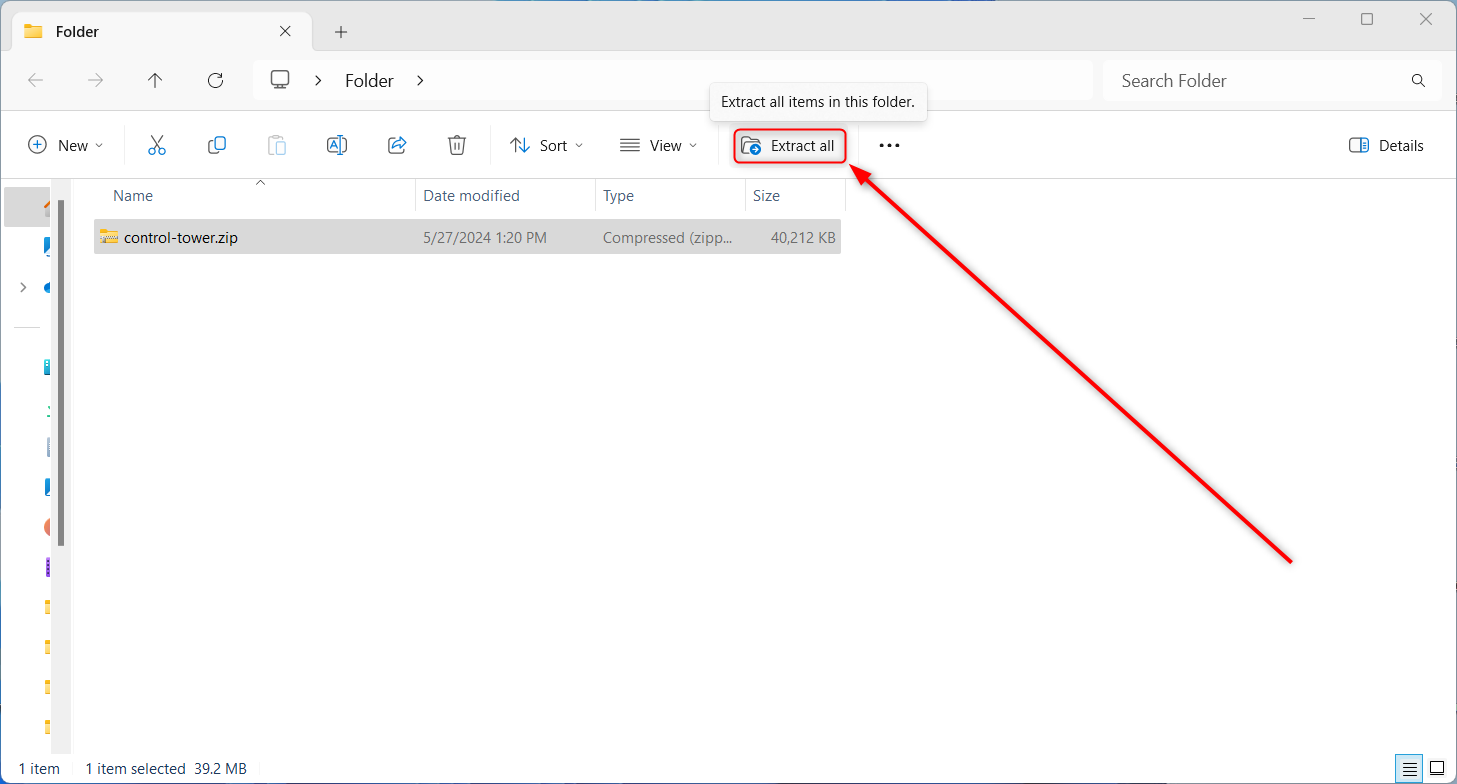 Folder
Folder
Search Folder
Extract all items in this folder.
New
Sort
View
Extract all
Details
Name Date modified Type Size
control-tower.zip 5/27/2024 1:20 PM Compressed (zipp... 40,212 KB
1 item 1 item selected 39.2 MB